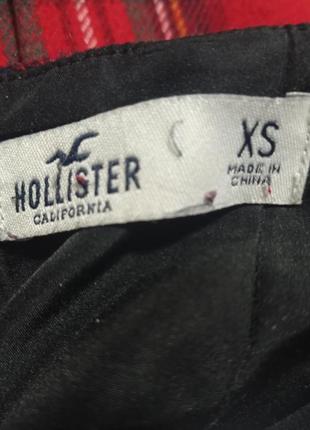 HOLLISTER
CALIFORNIA
XS
MADE IN
CHINA